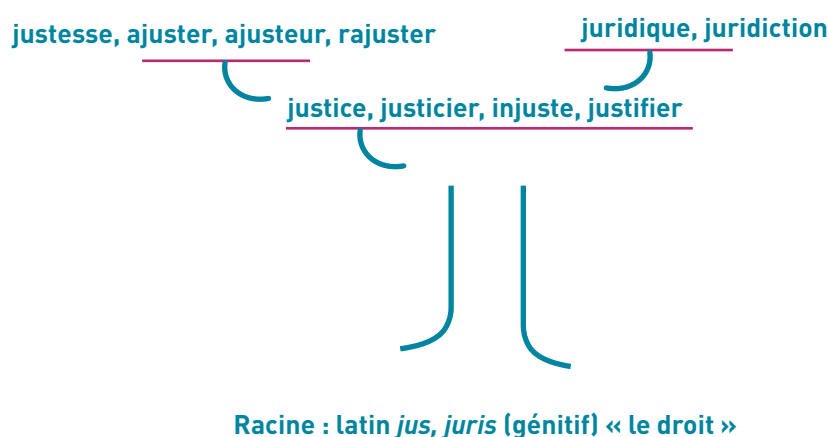 justesse, ajuster, ajusteur, rajuster
juridique, juridiction
justice, justicier, injuste, justifier
Racine : latin jus, juris (génitif) « le droit »